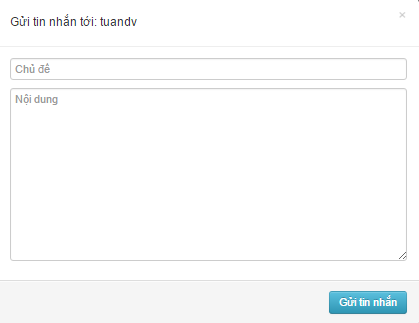 Gửi tin nhắn tới: tuandv
×
Chủ đề
Nội dung
Gửi tin nhắn